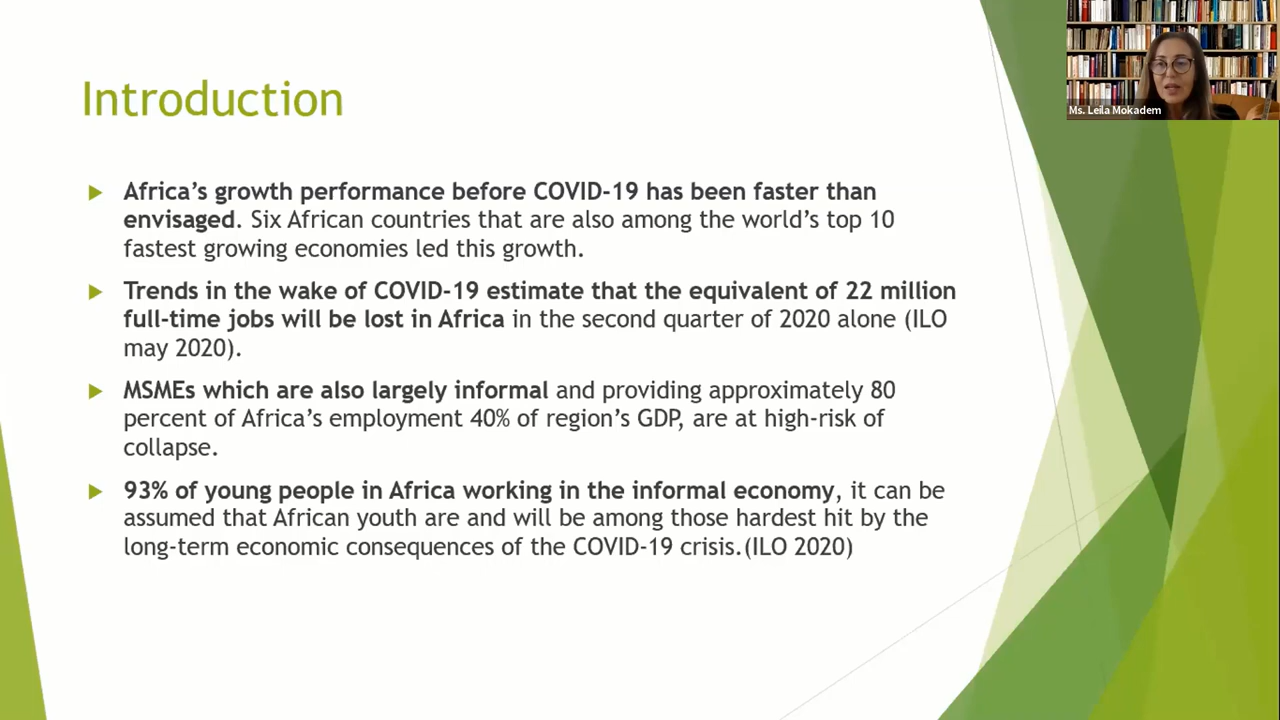 Introduction
Africa's growth performance before COVID-19 has been faster than
envisaged. Six African countries that are also among the world's top 10
fastest growing economies led this growth.
Trends in the wake of COVID-19 estimate that the equivalent of 22 million
full-time jobs will be lost in Africa in the second quarter of 2020 alone (ILO
may 2020).
MSMEs which are also largely informal and providing approximately 80
percent of Africa's employment 40% of region's GDP, are at high-risk of
collapse.
93% of young people in Africa working in the informal economy, it can be
assumed that African youth are and will be among those hardest hit by the
long-term economic consequences of the COVID-19 crisis.(ILO 2020)
Ms. Leila Mokadem